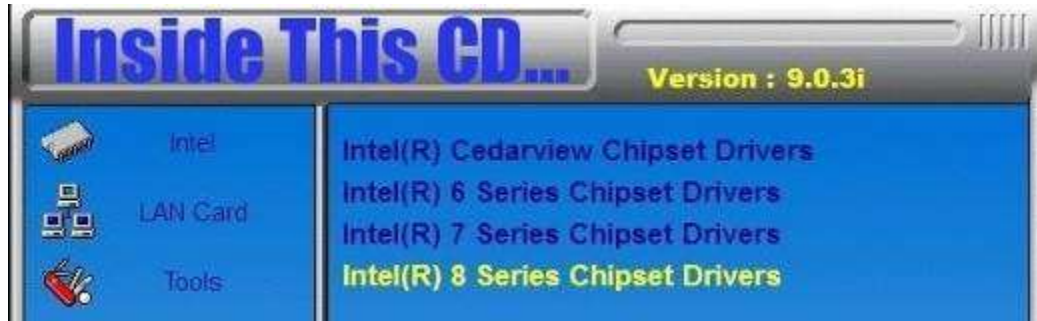 Inside This CD...
Version : 9.0.3i
Intel
LAN Card
Tools
Intel(R) Cedarview Chipset Drivers
Intel(R) 6 Series Chipset Drivers
Intel(R) 7 Series Chipset Drivers
Intel(R) 8 Series Chipset Drivers